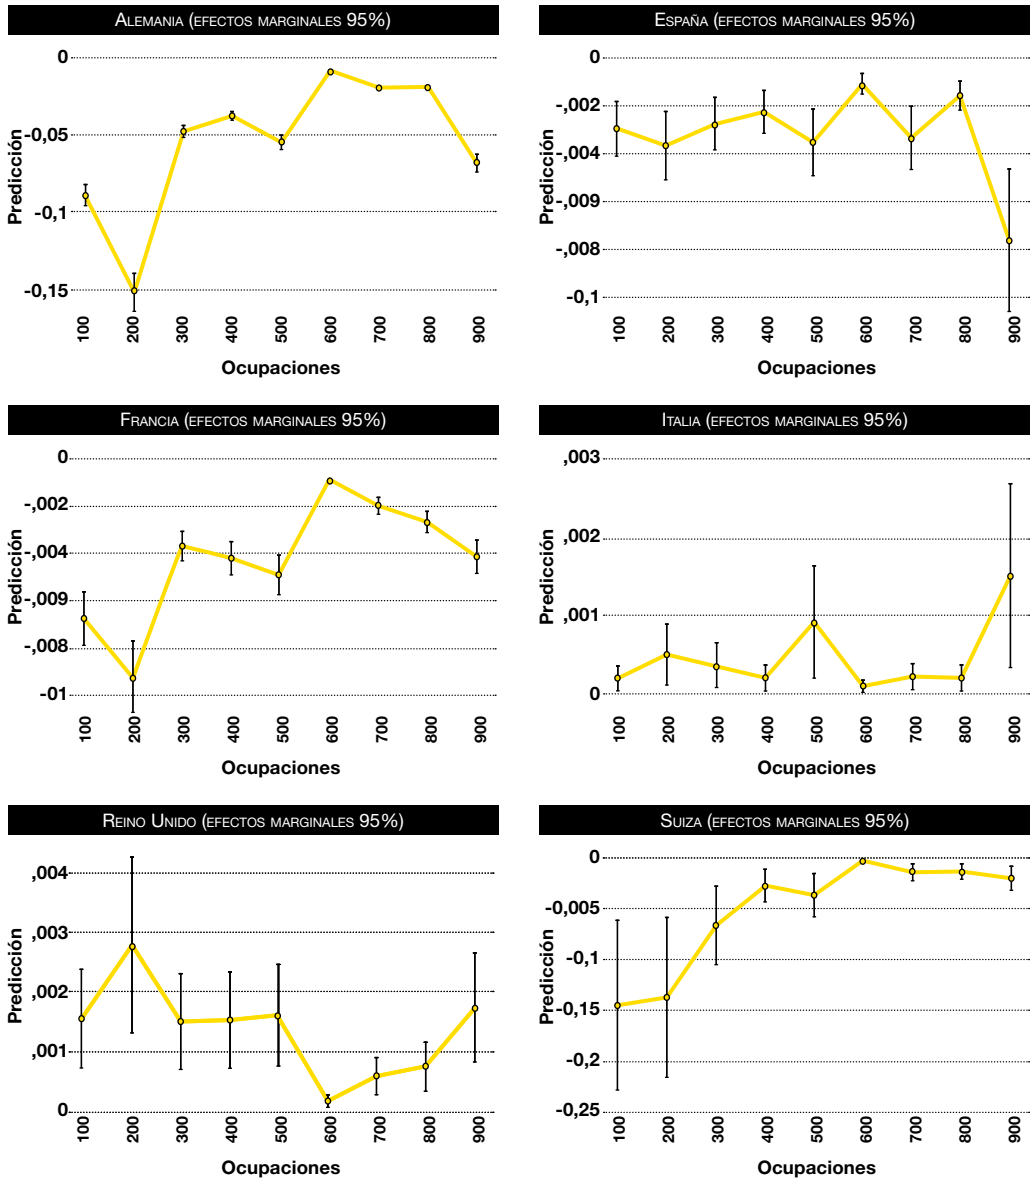 ALEMANIA (EFECTOS MARGINALES 95%)
Predicción
0
-0,05
-0,1
-0,15
100 200 300 400 500 600 700 800 900
Ocupaciones
ESPAÑA (EFECTOS MARGINALES 95%)
Predicción
0
-,002
-,004
-,009
-,008
-0,1
100 200 300 400 500 600 700 800 900
Ocupaciones
FRANCIA (EFECTOS MARGINALES 95%)
Predicción
0
-,002
-,004
-,009
-,008
-01
100 200 300 400 500 600 700 800 900
Ocupaciones
ITALIA (EFECTOS MARGINALES 95%)
Predicción
,003
,002
,001
0
100 200 300 400 500 600 700 800 900
Ocupaciones
REINO UNIDO (EFECTOS MARGINALES 95%)
Predicción
,004
,003
,002
,001
0
100 200 300 400 500 600 700 800 900
Ocupaciones
SUIZA (EFECTOS MARGINALES 95%)
Predicción
0
-0,005
-0,1
-0,15
-0,2
-0,25
100 200 300 400 500 600 700 800 900
Ocupaciones